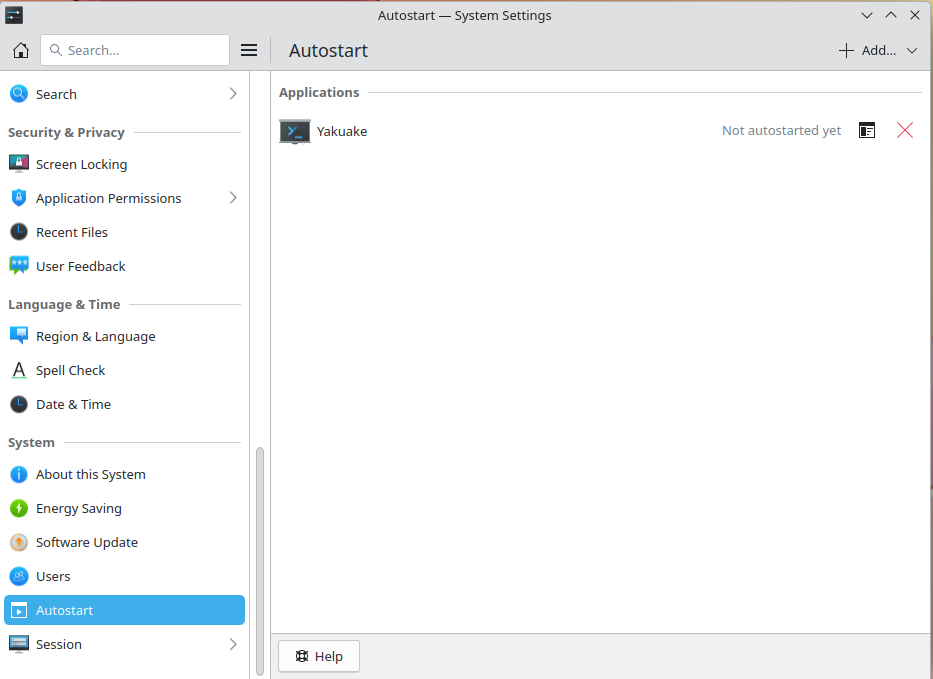 Autostart — System Settings
Search...
Autostart
Add...
Search
Security & Privacy
Screen Locking
Application Permissions
Recent Files
User Feedback
Language & Time
Region & Language
Spell Check
Date & Time
System
About this System
Energy Saving
Software Update
Users
Autostart
Session
Applications
Yakuake
Not autostarted yet
Help